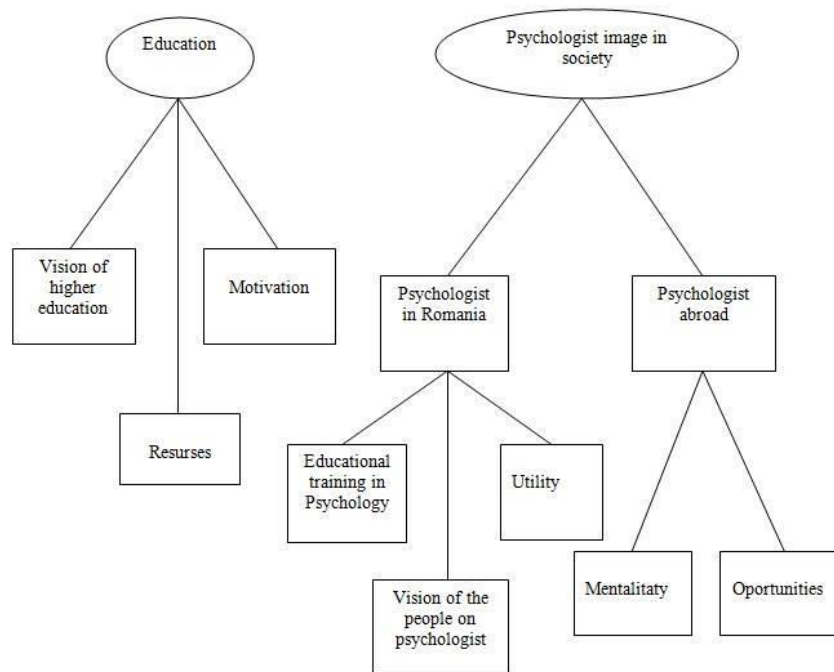 Education
Psychologist image in
society
Vision of
higher
education
Motivation
Psychologist
in Romania
Psychologist
abroad
Resurses
Educational
training in
Psychology
Utility
Vision of the
people on
psychologist
Mentalitaty
Oportunities